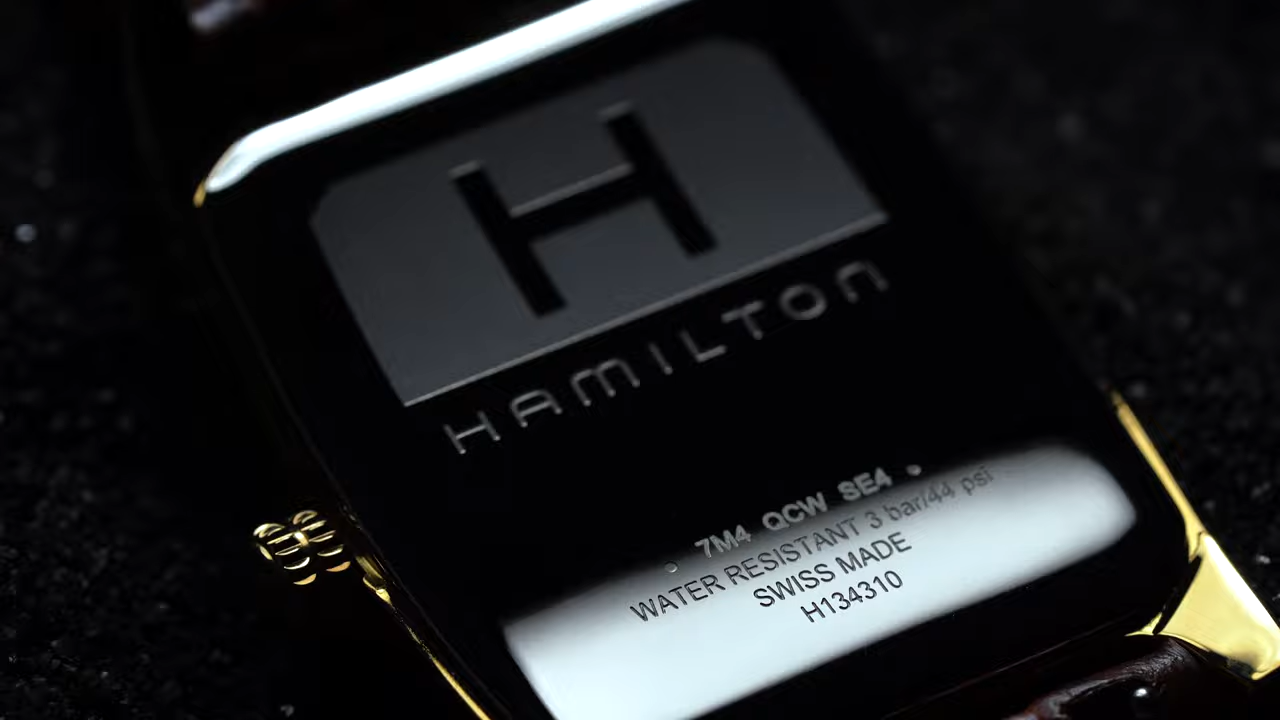 H
HAMILTON
7M4 QCW SE4
WATER RESISTANT 3 bar/44 psi
SWISS MADE
H134310